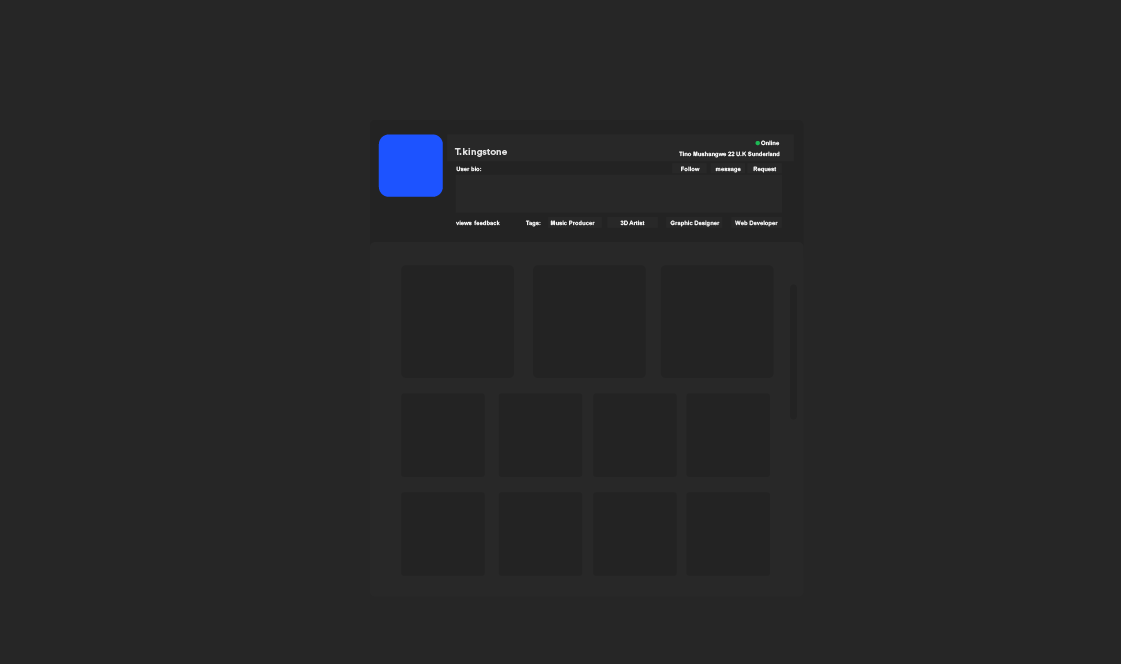 Online
T.kingstone
Tino Mushangwe 22 U.K Sunderland
User bio:
Follow message Request
views feedback Tags: Music Producer 3D Artist Graphic Designer Web Developer